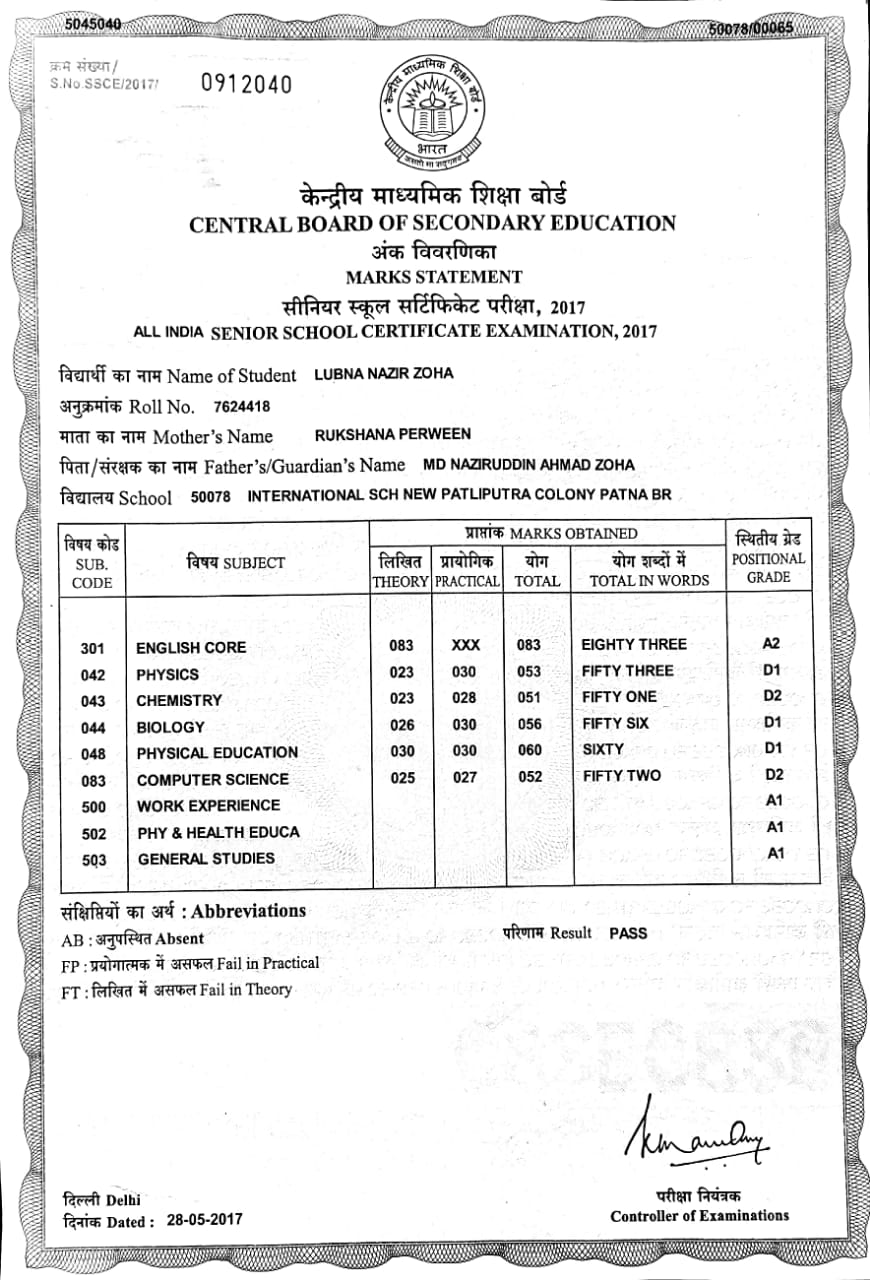 5045040
50078/00065
क्रम संख्या/
S.No.SSCE/2017/ 0912040
केन्द्रीय माध्यमिक शिक्षा बोर्ड
भारत
केन्द्रीय माध्यमिक शिक्षा बोर्ड
CENTRAL BOARD OF SECONDARY EDUCATION
अंक विवरणिका
MARKS STATEMENT
सीनियर स्कूल सर्टिफिकेट परीक्षा, 2017
ALL INDIA SENIOR SCHOOL CERTIFICATE EXAMINATION, 2017
विद्यार्थी का नाम Name of Student LUBNA NAZIR ZOHA
अनुक्रमांक Roll No. 7624418
माता का नाम Mother's Name RUKSHANA PERWEEN
पिता/संरक्षक का नाम Father's/Guardian's Name MD NAZIRUDDIN AHMAD ZOHA
विद्यालय School 50078 INTERNATIONAL SCH NEW PATLIPUTRA COLONY PATNA BR
विषय कोड SUB. CODE विषय SUBJECT प्राप्तांक MARKS OBTAINED स्थितीय ग्रेड POSITIONAL GRADE
लिखित THEORY प्रायोगिक PRACTICAL योग TOTAL योग शब्दों में TOTAL IN WORDS
301 ENGLISH CORE 083 XXX 083 EIGHTY THREE A2
042 PHYSICS 023 030 053 FIFTY THREE D1
043 CHEMISTRY 023 028 051 FIFTY ONE D2
044 BIOLOGY 026 030 056 FIFTY SIX D1
048 PHYSICAL EDUCATION 030 030 060 SIXTY D1
083 COMPUTER SCIENCE 025 027 052 FIFTY TWO D2
500 WORK EXPERIENCE A1
502 PHY & HEALTH EDUCA A1
503 GENERAL STUDIES A1
संक्षिप्तियों का अर्थ : Abbreviations
AB : अनुपस्थित Absent परिणाम Result PASS
FP : प्रयोगात्मक में असफल Fail in Practical
FT : लिखित में असफल Fail in Theory
दिल्ली Delhi
दिनांक Dated : 28-05-2017
परीक्षा नियंत्रक
Controller of Examinations